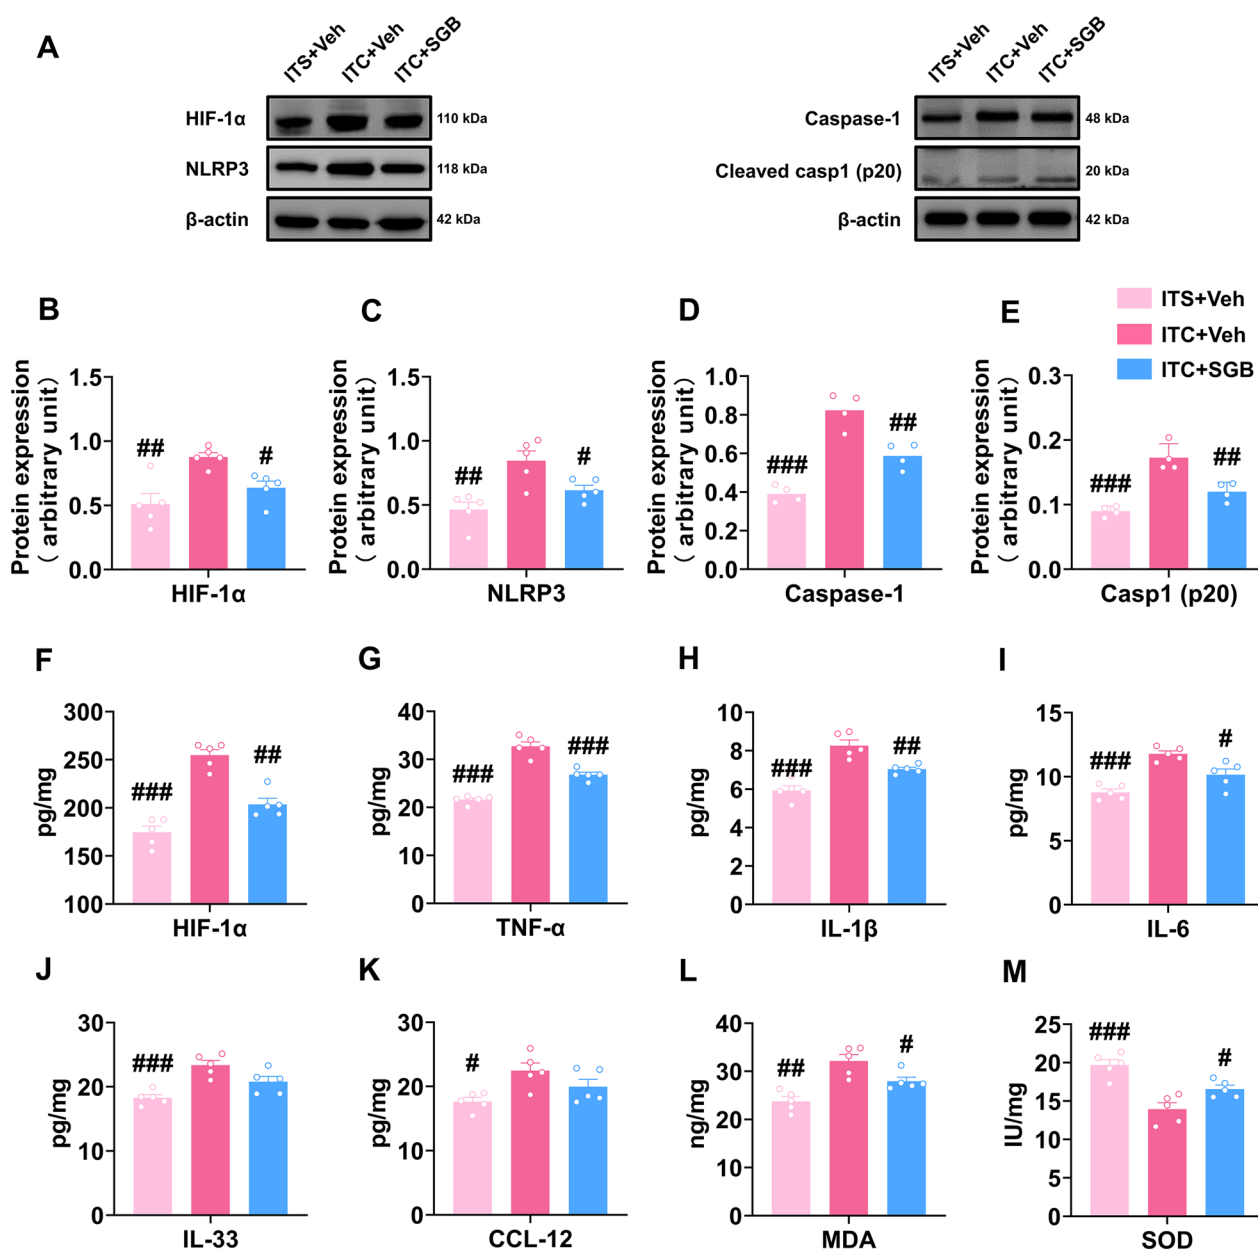 A
ITS+Veh
ITC+Veh
ITC+SGB
HIF-1α
110 kDa
NLRP3
118 kDa
β-actin
42 kDa
ITS+Veh
ITC+Veh
ITC+SGB
Caspase-1
48 kDa
Cleaved casp1 (p20)
20 kDa
β-actin
42 kDa
ITS+Veh
ITC+Veh
ITC+SGB
B
Protein expression
( arbitrary unit)
1.5
1.0
0.5
0.0
##
#
HIF-1α
C
Protein expression
( arbitrary unit)
1.5
1.0
0.5
0.0
##
#
NLRP3
D
Protein expression
( arbitrary unit)
1.0
0.8
0.6
0.4
0.2
0.0
###
##
Caspase-1
E
Protein expression
( arbitrary unit)
0.3
0.2
0.1
0.0
###
##
Casp1 (p20)
F
pg/mg
300
250
200
150
100
###
##
HIF-1α
G
pg/mg
40
30
20
10
0
###
###
TNF-α
H
pg/mg
10
8
6
4
2
0
###
##
IL-1β
I
pg/mg
15
10
5
0
###
#
IL-6
J
pg/mg
30
20
10
0
###
IL-33
K
pg/mg
30
20
10
0
#
CCL-12
L
ng/mg
40
30
20
10
0
##
#
MDA
M
IU/mg
25
20
15
10
5
0
###
#
SOD